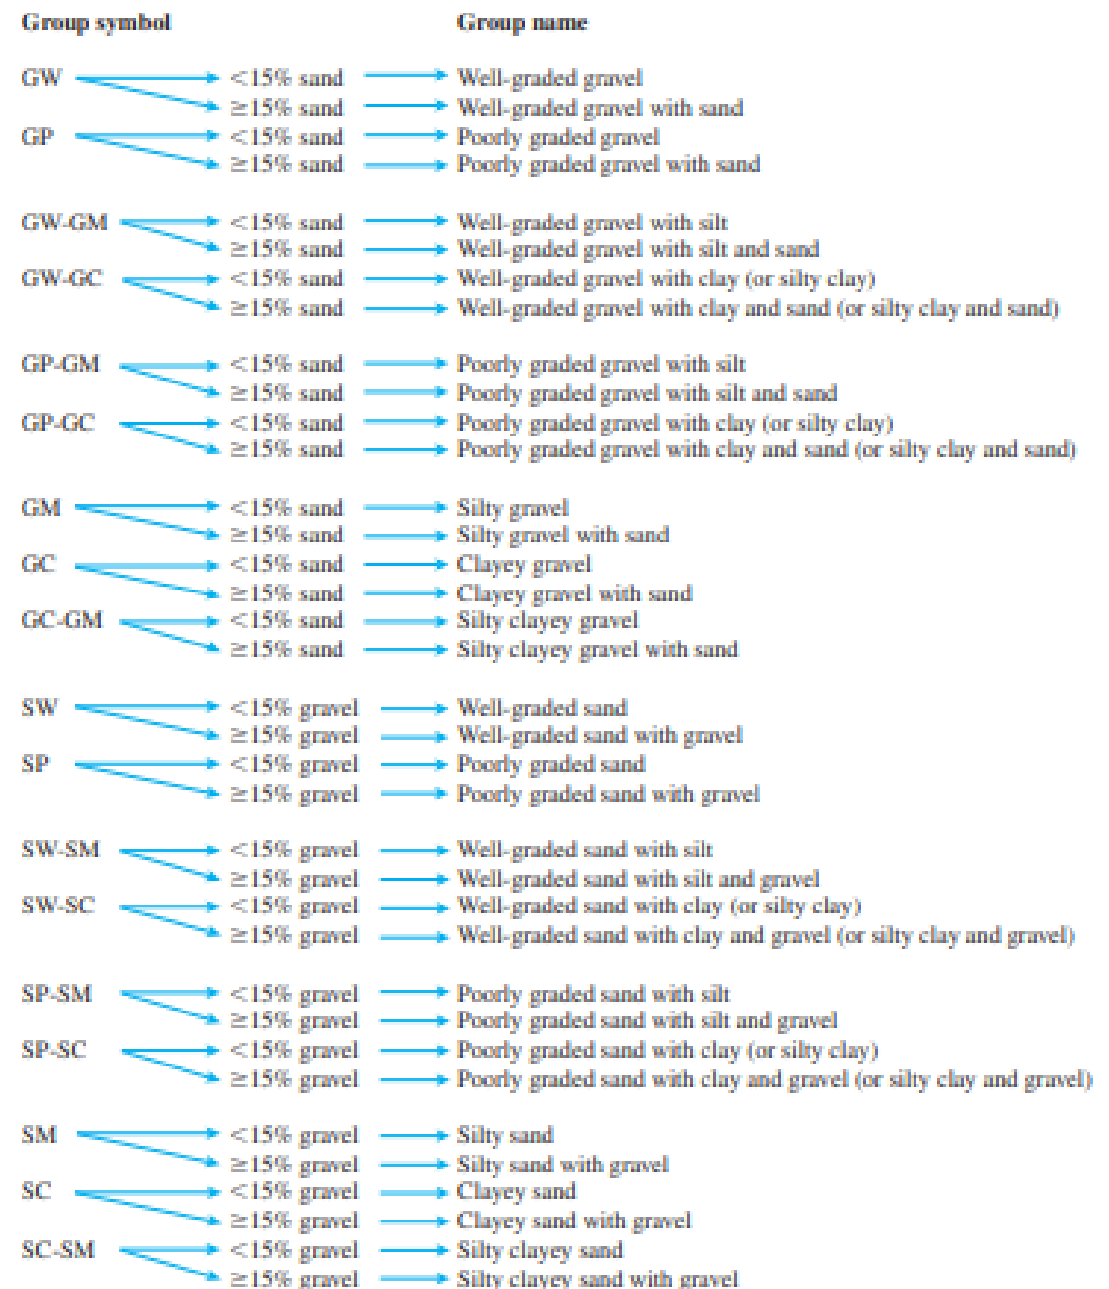 Group symbol Group name
GW <15% sand Well-graded gravel
≥15% sand Well-graded gravel with sand
GP <15% sand Poorly graded gravel
≥15% sand Poorly graded gravel with sand
GW-GM <15% sand Well-graded gravel with silt
≥15% sand Well-graded gravel with silt and sand
GW-GC <15% sand Well-graded gravel with clay (or silty clay)
≥15% sand Well-graded gravel with clay and sand (or silty clay and sand)
GP-GM <15% sand Poorly graded gravel with silt
≥15% sand Poorly graded gravel with silt and sand
GP-GC <15% sand Poorly graded gravel with clay (or silty clay)
≥15% sand Poorly graded gravel with clay and sand (or silty clay and sand)
GM <15% sand Silty gravel
≥15% sand Silty gravel with sand
GC <15% sand Clayey gravel
≥15% sand Clayey gravel with sand
GC-GM <15% sand Silty clayey gravel
≥15% sand Silty clayey gravel with sand
SW <15% gravel Well-graded sand
≥15% gravel Well-graded sand with gravel
SP <15% gravel Poorly graded sand
≥15% gravel Poorly graded sand with gravel
SW-SM <15% gravel Well-graded sand with silt
≥15% gravel Well-graded sand with silt and gravel
SW-SC <15% gravel Well-graded sand with clay (or silty clay)
≥15% gravel Well-graded sand with clay and gravel (or silty clay and gravel)
SP-SM <15% gravel Poorly graded sand with silt
≥15% gravel Poorly graded sand with silt and gravel
SP-SC <15% gravel Poorly graded sand with clay (or silty clay)
≥15% gravel Poorly graded sand with clay and gravel (or silty clay and gravel)
SM <15% gravel Silty sand
≥15% gravel Silty sand with gravel
SC <15% gravel Clayey sand
≥15% gravel Clayey sand with gravel
SC-SM <15% gravel Silty clayey sand
≥15% gravel Silty clayey sand with gravel